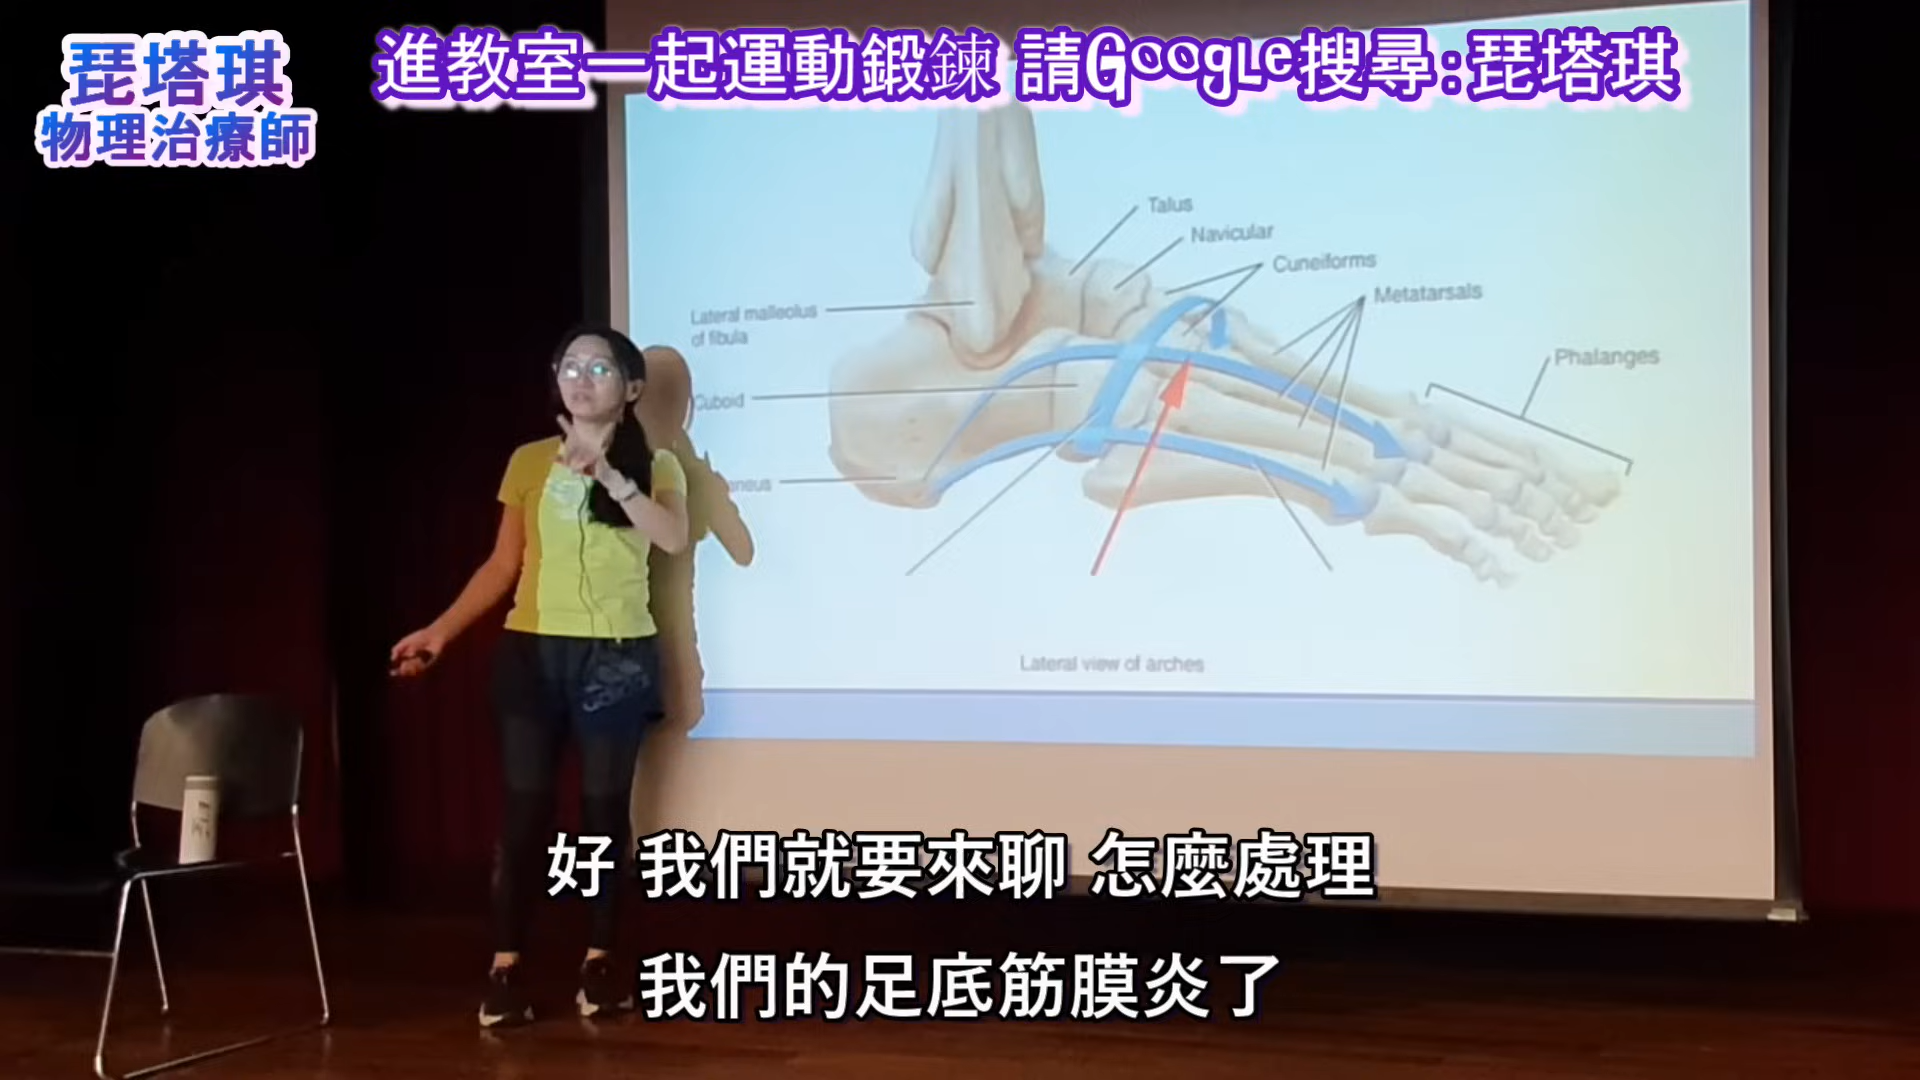 琵塔琪
物理治療師
進教室一起運動鍛鍊 請Google搜尋:琵塔琪
Talus
Navicular
Cuneiforms
Metatarsals
Phalanges
Lateral malleolus
of fibula
Cuboid
Lateral view of arches
好 我們就要來聊 怎麼處理
我們的足底筋膜炎了